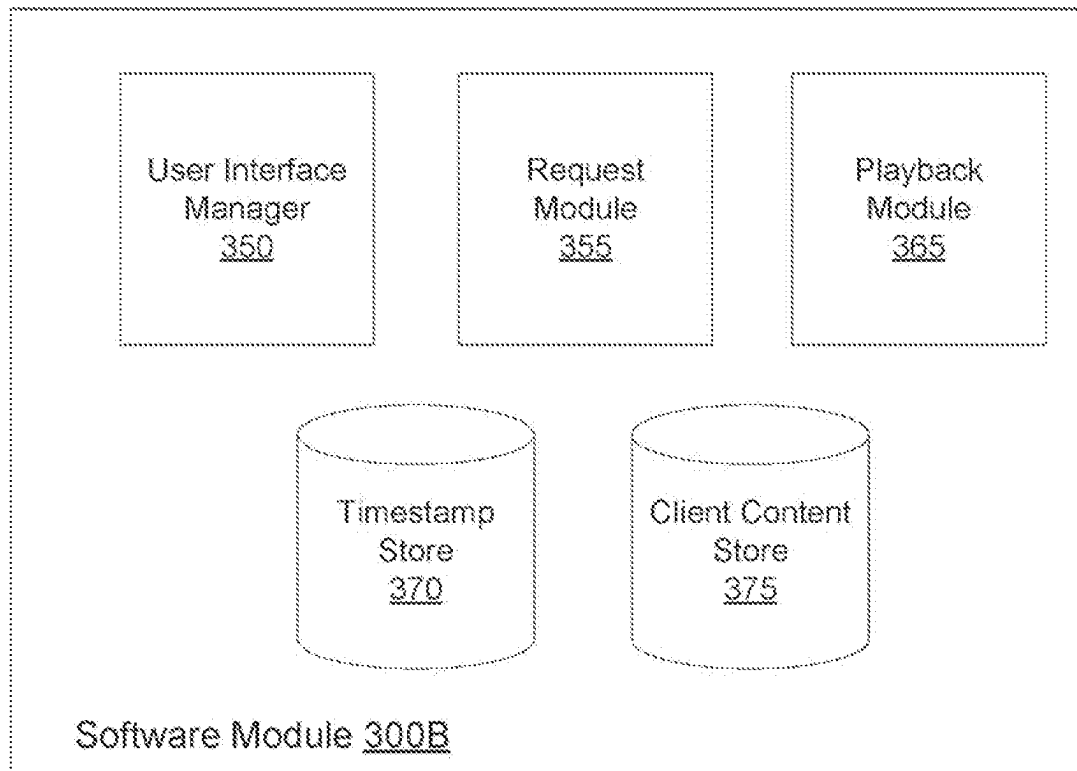 User Interface
Manager
350
Request
Module
355
Playback
Module
365
Timestamp
Store
370
Client Content
Store
375
Software Module 300B